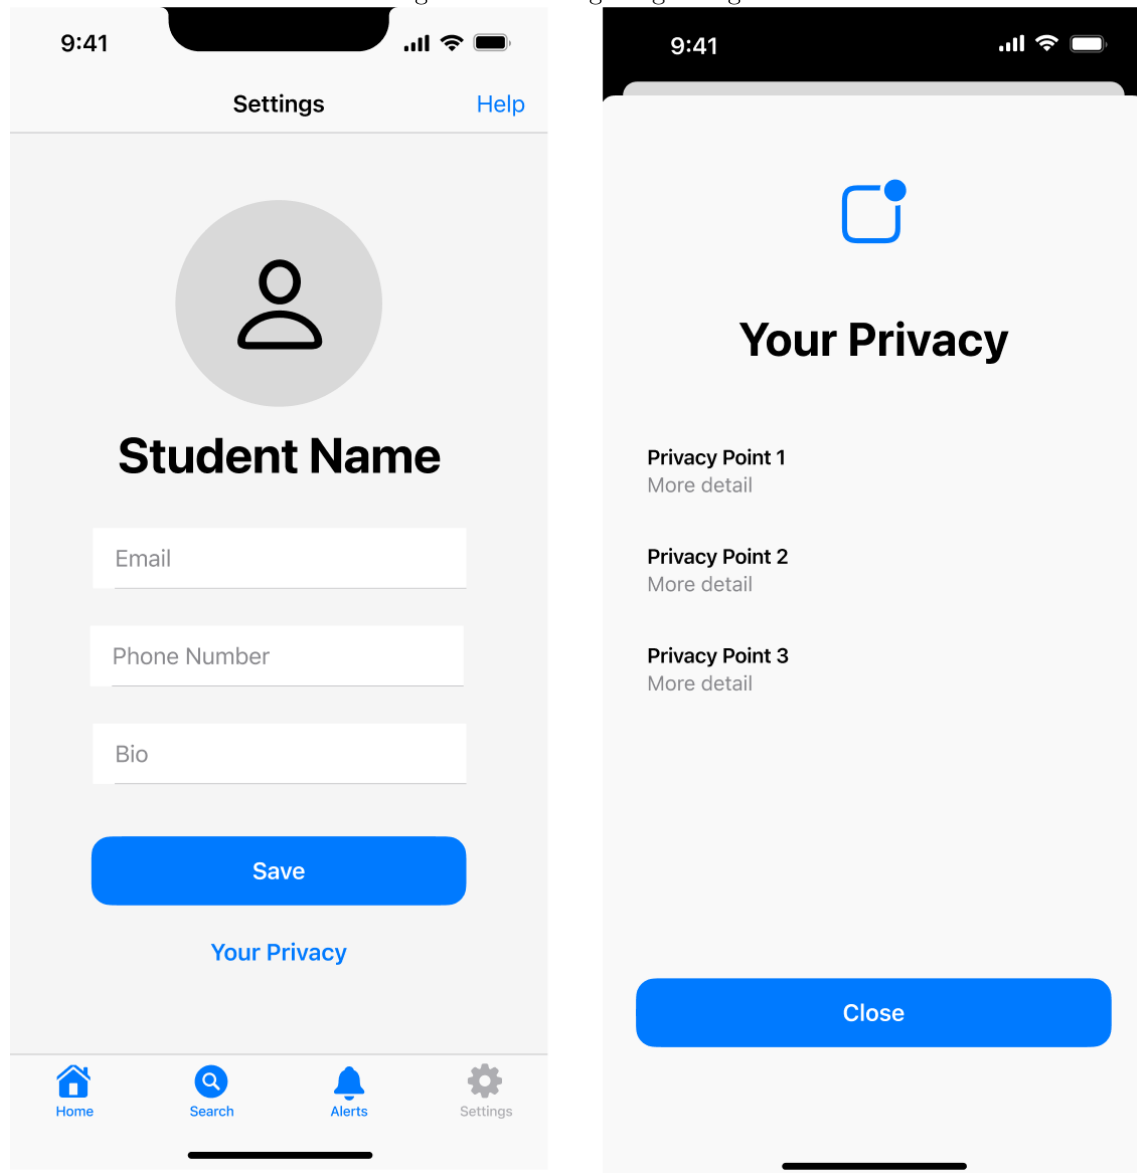 9:41
Settings
Help
Student Name
Email
Phone Number
Bio
Save
Your Privacy
Home
Search
Alerts
Settings
9:41
Your Privacy
Privacy Point 1
More detail
Privacy Point 2
More detail
Privacy Point 3
More detail
Close